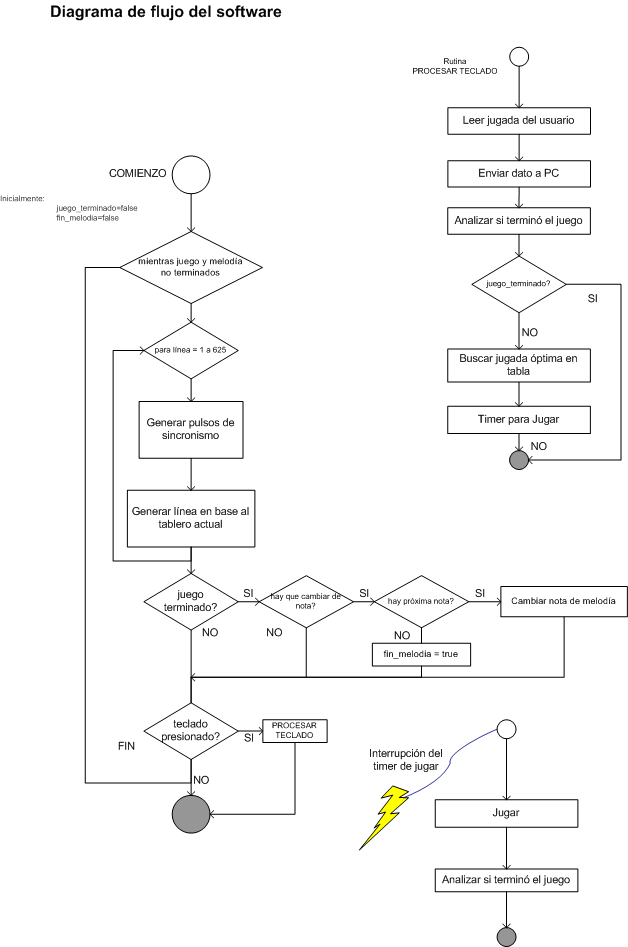 Diagrama de flujo del software
Rutina
PROCESAR TECLADO
Leer jugada del usuario
Enviar dato a PC
Analizar si terminó el juego
juego_terminado?
SI
NO
Buscar jugada óptima en
tabla
Timer para Jugar
NO
COMIENZO
Inicialmente:
juego_terminado=false
fin_melodia=false
mientras juego y melodía
no terminados
para línea = 1 a 625
Generar pulsos de
sincronismo
Generar línea en base al
tablero actual
juego
terminado?
SI
NO
hay que cambiar de
nota?
SI
NO
hay próxima nota?
SI
NO
Cambiar nota de melodía
fin_melodia = true
teclado
presionado?
SI
PROCESAR
TECLADO
FIN
NO
Interrupción del
timer de jugar
Jugar
Analizar si terminó el juego